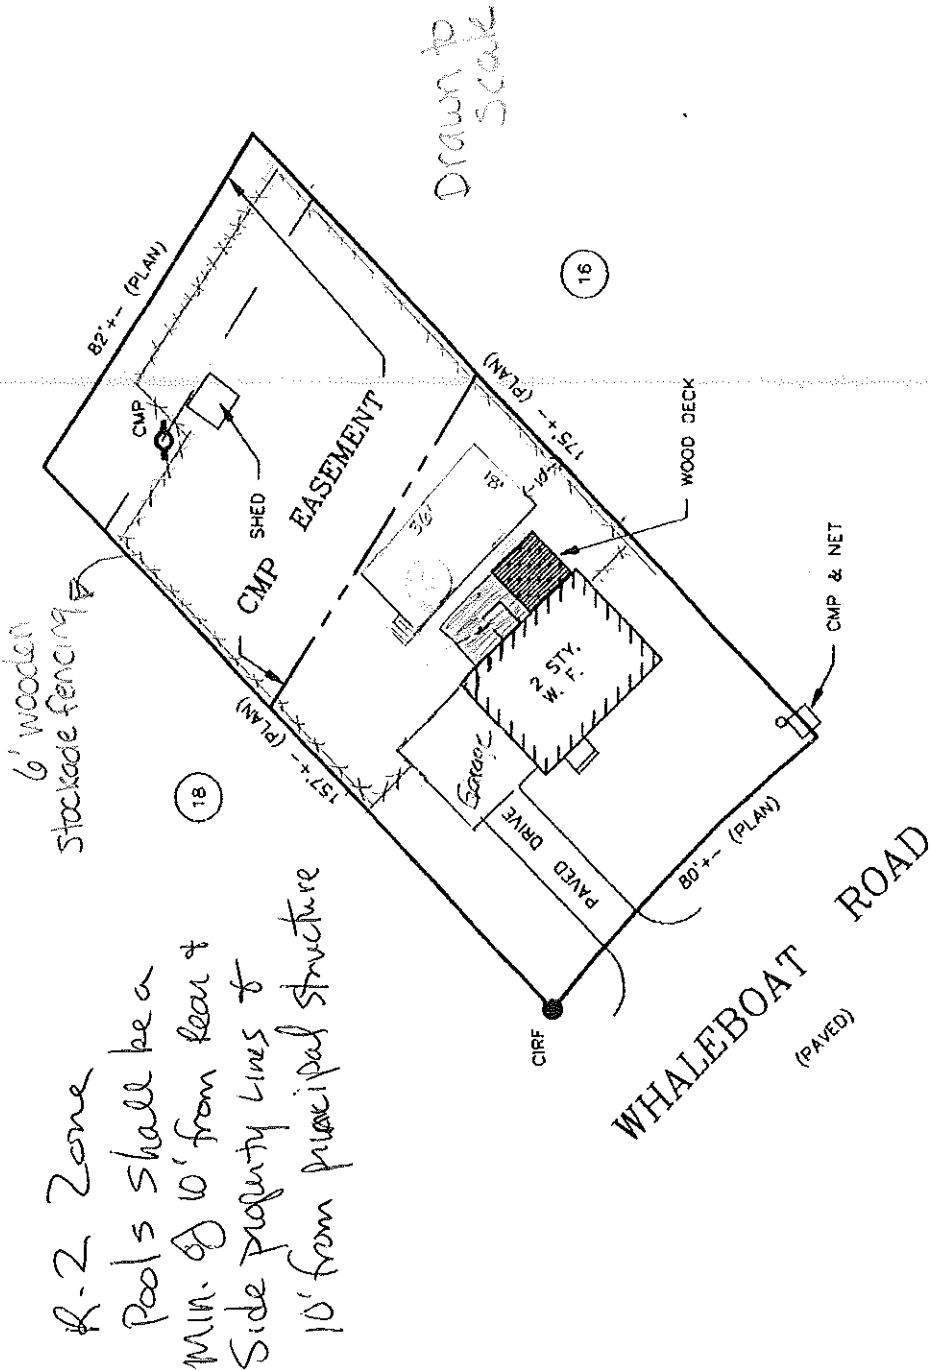 R-2 Zone
Pools shall be a
Min. of 10' from Rear &
Side property Lines &
10' from principal structure
6' wooden
stockade fencing
Drawn to
Scale
82'+- (PLAN)
CMP
SHED
CMP EASEMENT
157'+- (PLAN)
18
175'+- (PLAN)
16
36'
18'
10'
WOOD DECK
2 STY.
W. F.
Garage
PAVED DRIVE
80'+- (PLAN)
CMP & NET
CIRF
WHALEBOAT ROAD
(PAVED)